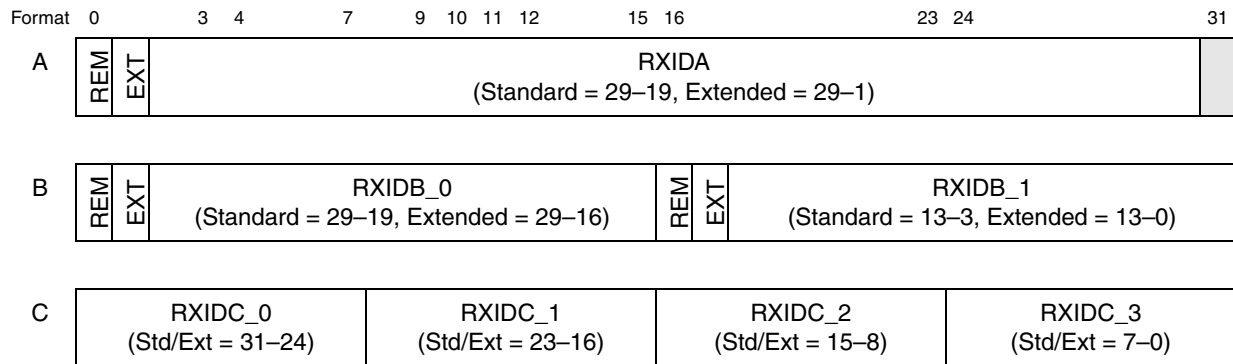 Format 0 3 4 7 9 10 11 12 15 16 23 24 31
A REM EXT RXIDA
(Standard = 29–19, Extended = 29–1)
B REM EXT RXIDB_0 REM EXT RXIDB_1
(Standard = 29–19, Extended = 29–16) (Standard = 13–3, Extended = 13–0)
C RXIDC_0 RXIDC_1 RXIDC_2 RXIDC_3
(Std/Ext = 31–24) (Std/Ext = 23–16) (Std/Ext = 15–8) (Std/Ext = 7–0)